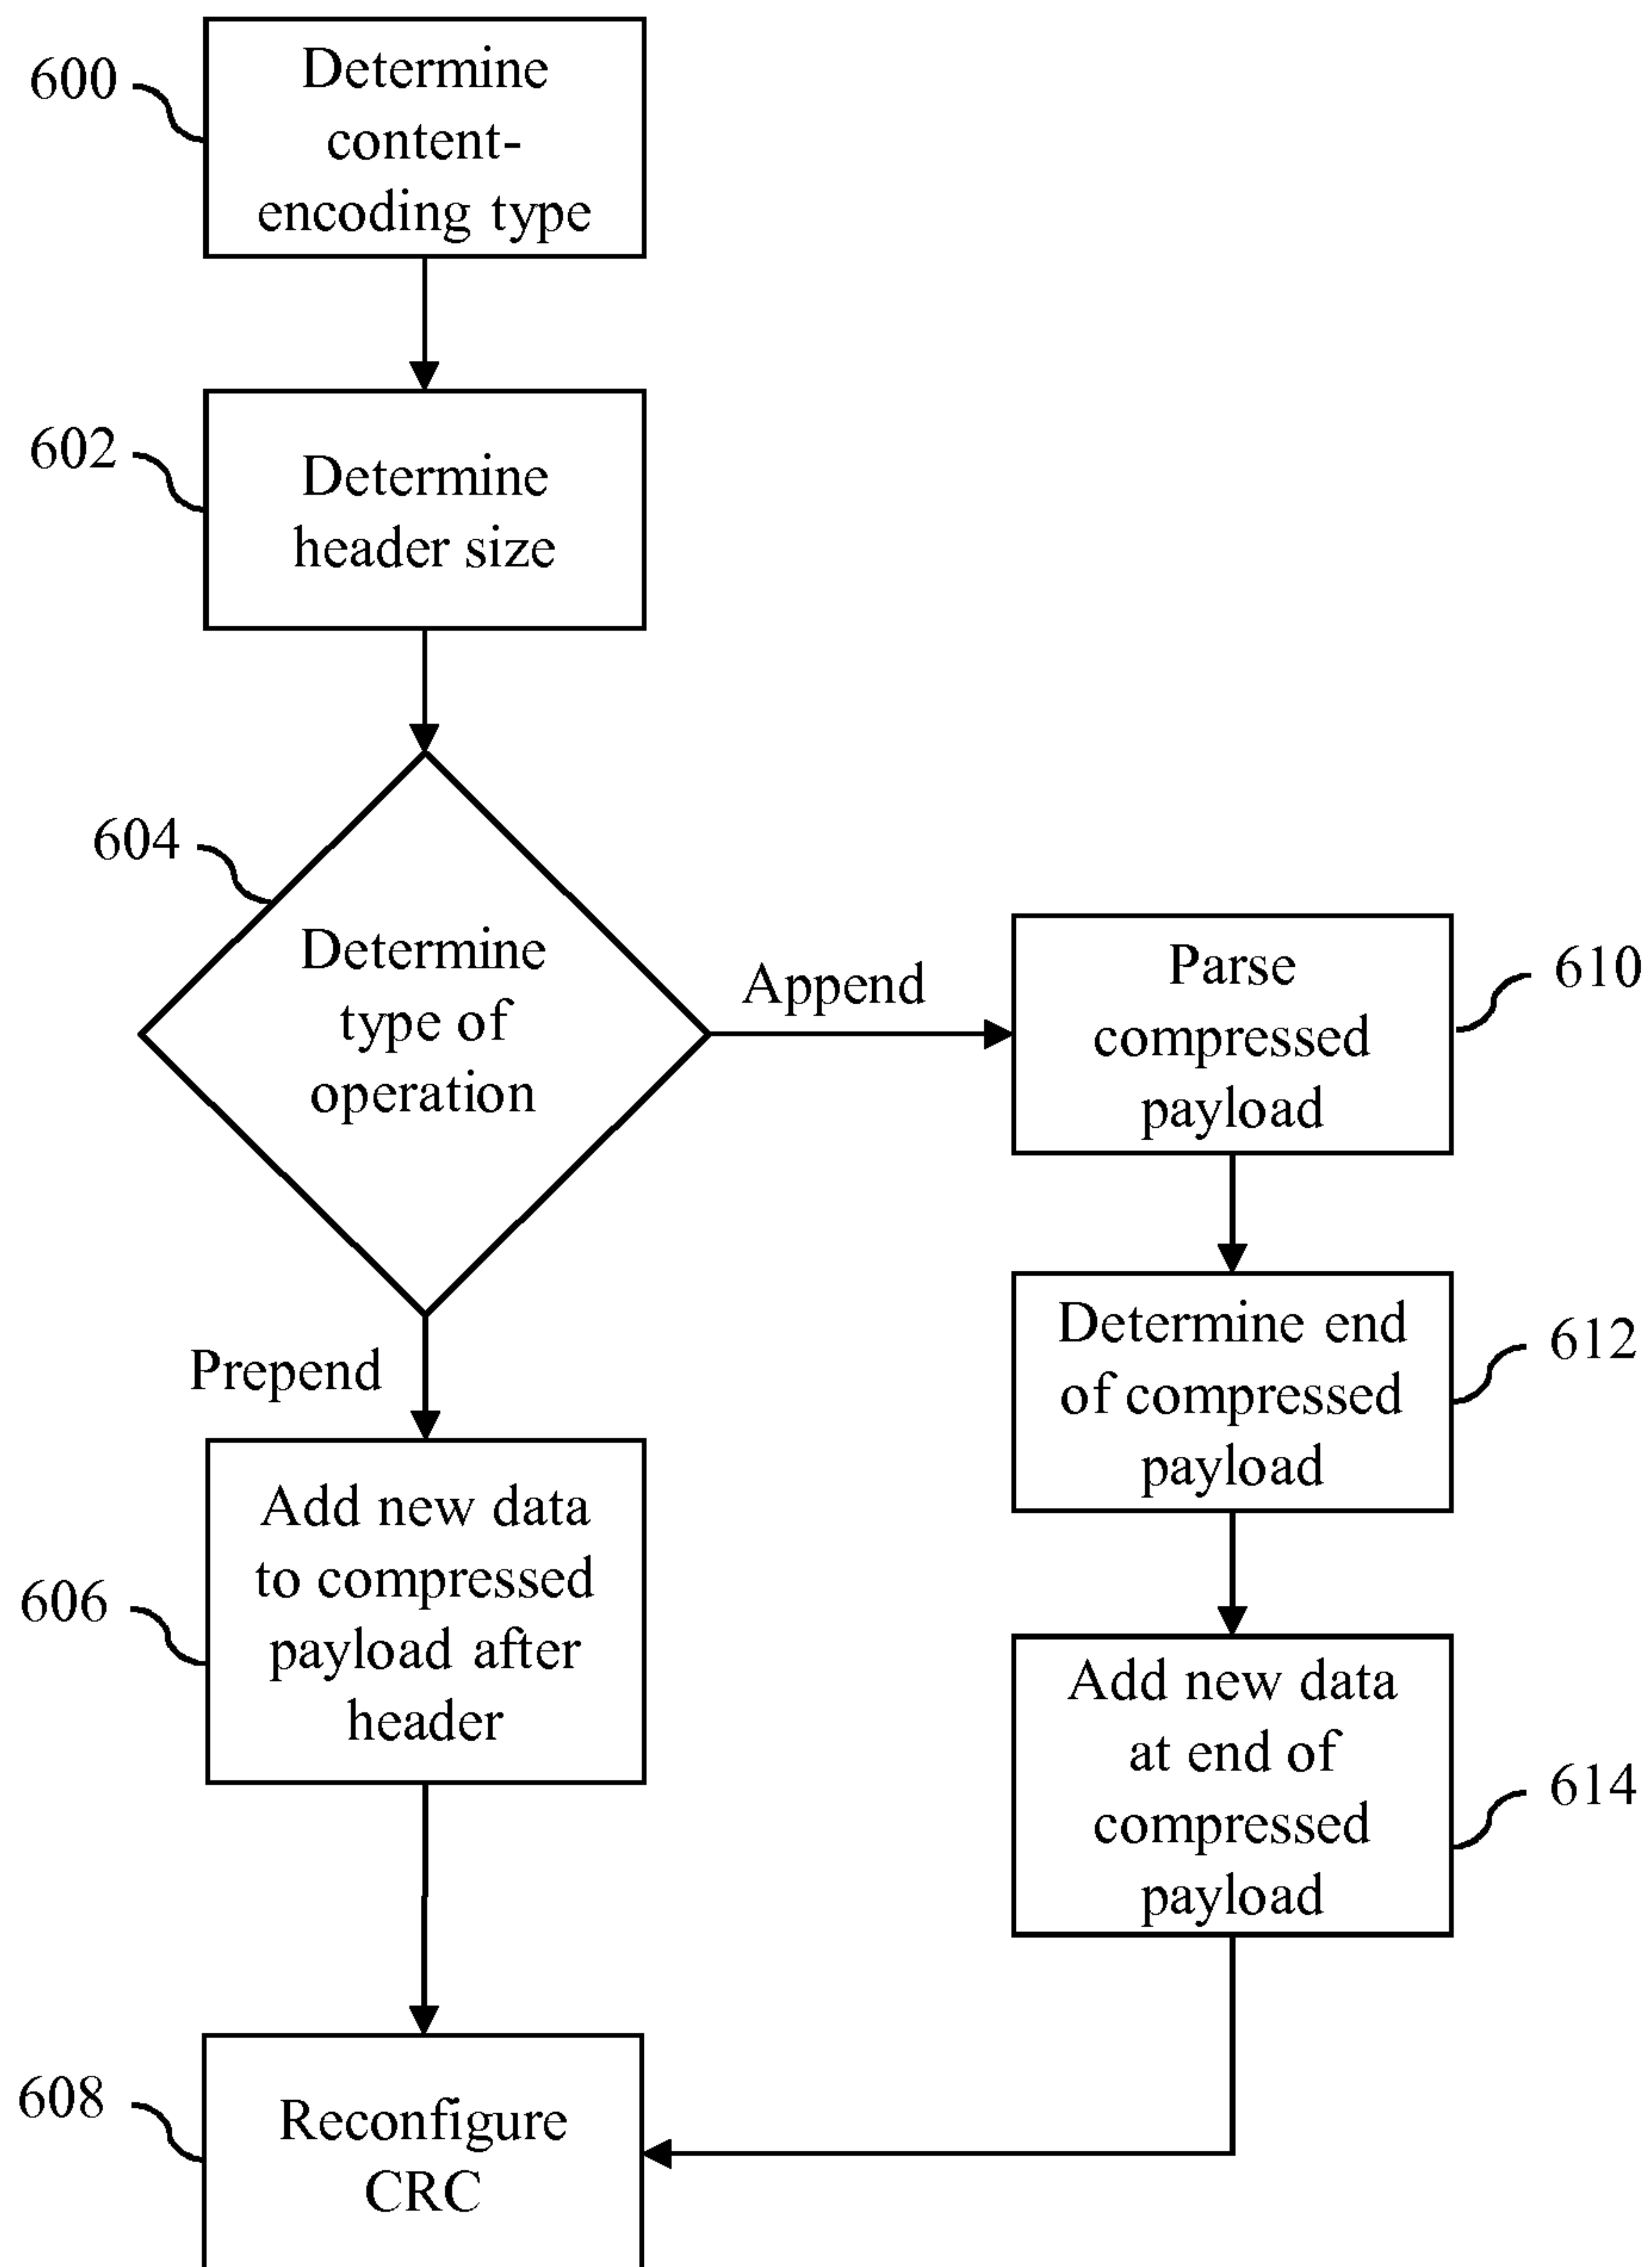 600
Determine
content-
encoding type
602
Determine
header size
604
Determine
type of
operation
Append
Parse
compressed
payload
610
Determine end
of compressed
payload
612
Prepend
Add new data
to compressed
payload after
header
606
Add new data
at end of
compressed
payload
614
608
Reconfigure
CRC